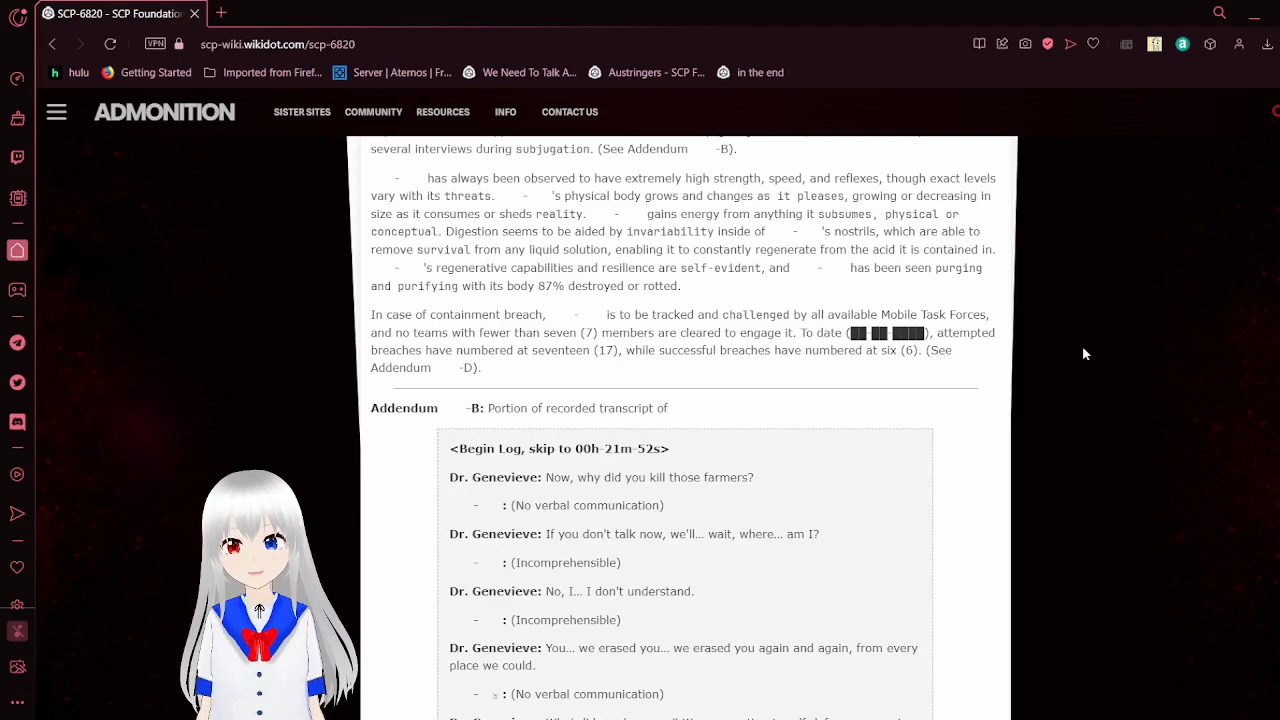 SCP-6820 - SCP Foundation
scp-wiki.wikidot.com/scp-6820
VPN
hulu
Getting Started
Imported from Firef...
Server | Aternos | Fr...
We Need To Talk A...
Austringers - SCP F...
in the end
ADMONITION
SISTER SITES
COMMUNITY
RESOURCES
INFO
CONTACT US
several interviews during subjugation. (See Addendum -B).
- has always been observed to have extremely high strength, speed, and reflexes, though exact levels
vary with its threats. - 's physical body grows and changes as it pleases, growing or decreasing in
size as it consumes or sheds reality. - gains energy from anything it subsumes, physical or
conceptual. Digestion seems to be aided by invariability inside of - 's nostrils, which are able to
remove survival from any liquid solution, enabling it to constantly regenerate from the acid it is contained in.
- 's regenerative capabilities and resilience are self-evident, and - has been seen purging
and purifying with its body 87% destroyed or rotted.
In case of containment breach, - is to be tracked and challenged by all available Mobile Task Forces,
and no teams with fewer than seven (7) members are cleared to engage it. To date (██-██-████), attempted
breaches have numbered at seventeen (17), while successful breaches have numbered at six (6). (See
Addendum -D).
Addendum -B: Portion of recorded transcript of
<Begin Log, skip to 00h-21m-52s>
Dr. Genevieve: Now, why did you kill those farmers?
- : (No verbal communication)
Dr. Genevieve: If you don't talk now, we'll... wait, where... am I?
- : (Incomprehensible)
Dr. Genevieve: No, I... I don't understand.
- : (Incomprehensible)
Dr. Genevieve: You... we erased you... we erased you again and again, from every
place we could.
- : (No verbal communication)